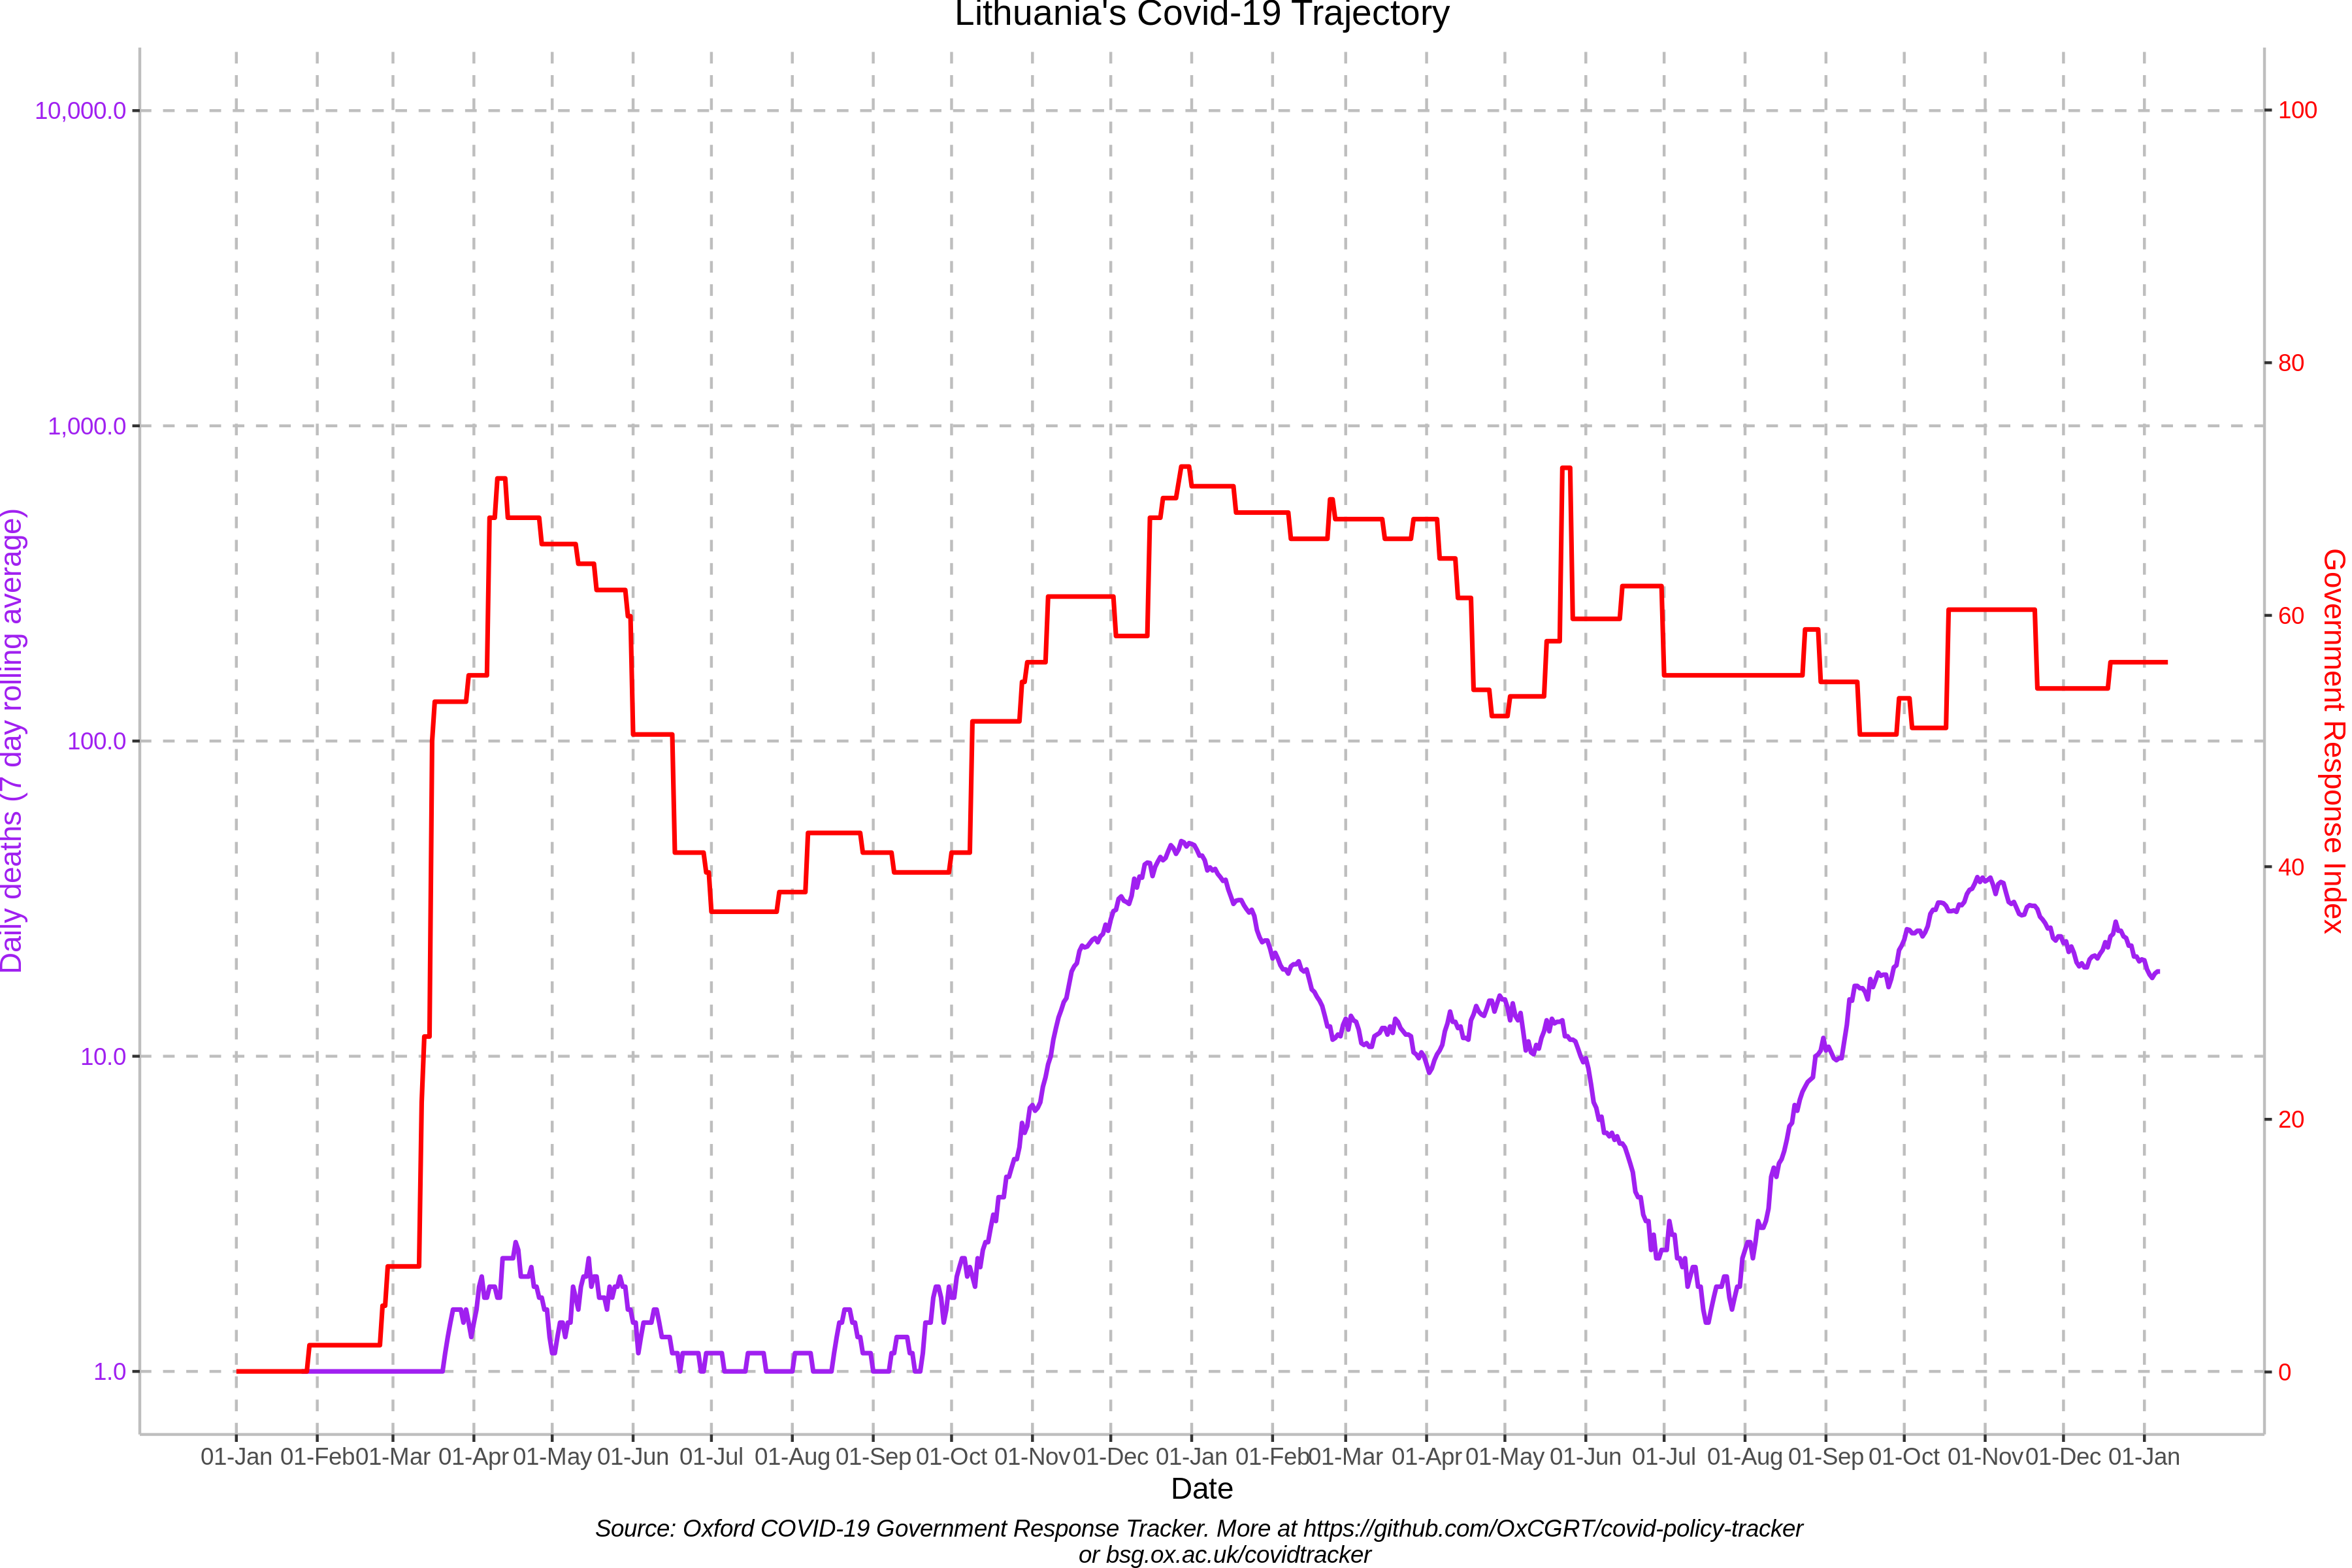 Lithuania's Covid-19 Trajectory
10,000.0
1,000.0
100.0
10.0
1.0
Daily deaths (7 day rolling average)
100
80
60
40
20
0
Government Response Index
01-Jan 01-Feb 01-Mar 01-Apr 01-May 01-Jun 01-Jul 01-Aug 01-Sep 01-Oct 01-Nov 01-Dec 01-Jan 01-Feb 01-Mar 01-Apr 01-May 01-Jun 01-Jul 01-Aug 01-Sep 01-Oct 01-Nov 01-Dec 01-Jan
Date
Source: Oxford COVID-19 Government Response Tracker. More at https://github.com/OxCGRT/covid-policy-tracker
or bsg.ox.ac.uk/covidtracker